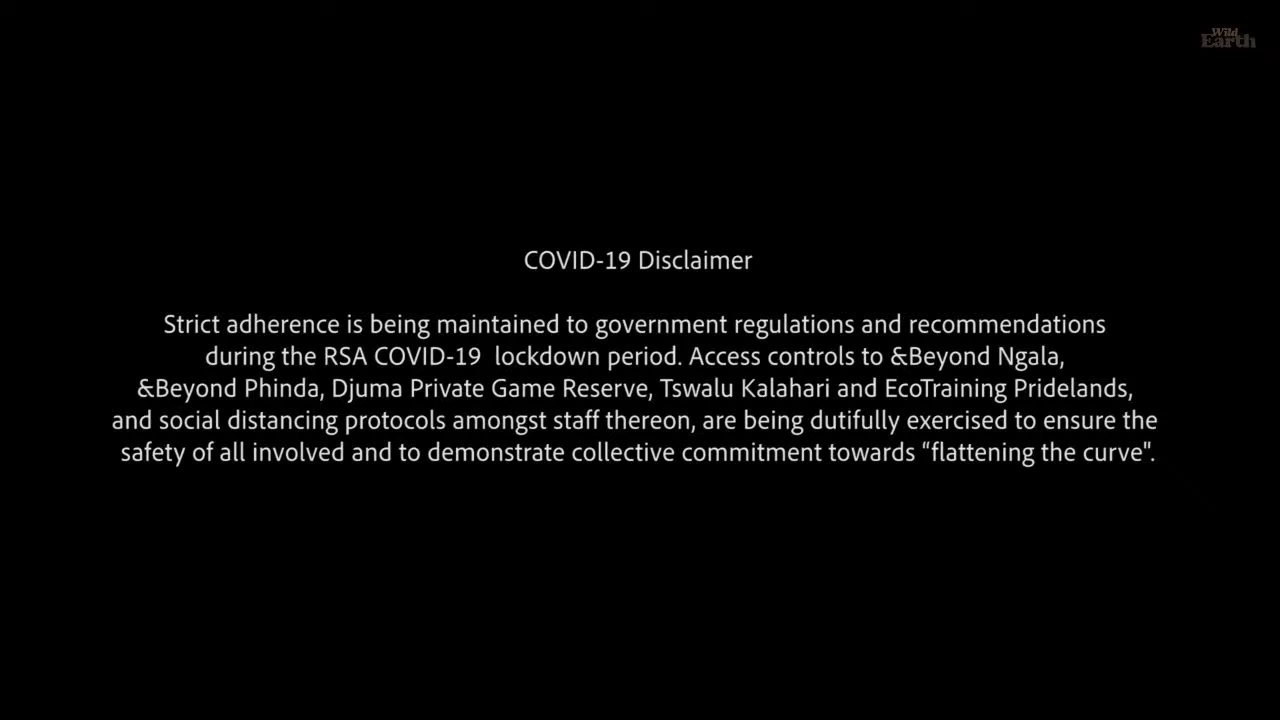 Wild
Earth
COVID-19 Disclaimer
Strict adherence is being maintained to government regulations and recommendations
during the RSA COVID-19  lockdown period. Access controls to &Beyond Ngala,
&Beyond Phinda, Djuma Private Game Reserve, Tswalu Kalahari and EcoTraining Pridelands,
and social distancing protocols amongst staff thereon, are being dutifully exercised to ensure the
safety of all involved and to demonstrate collective commitment towards “flattening the curve".